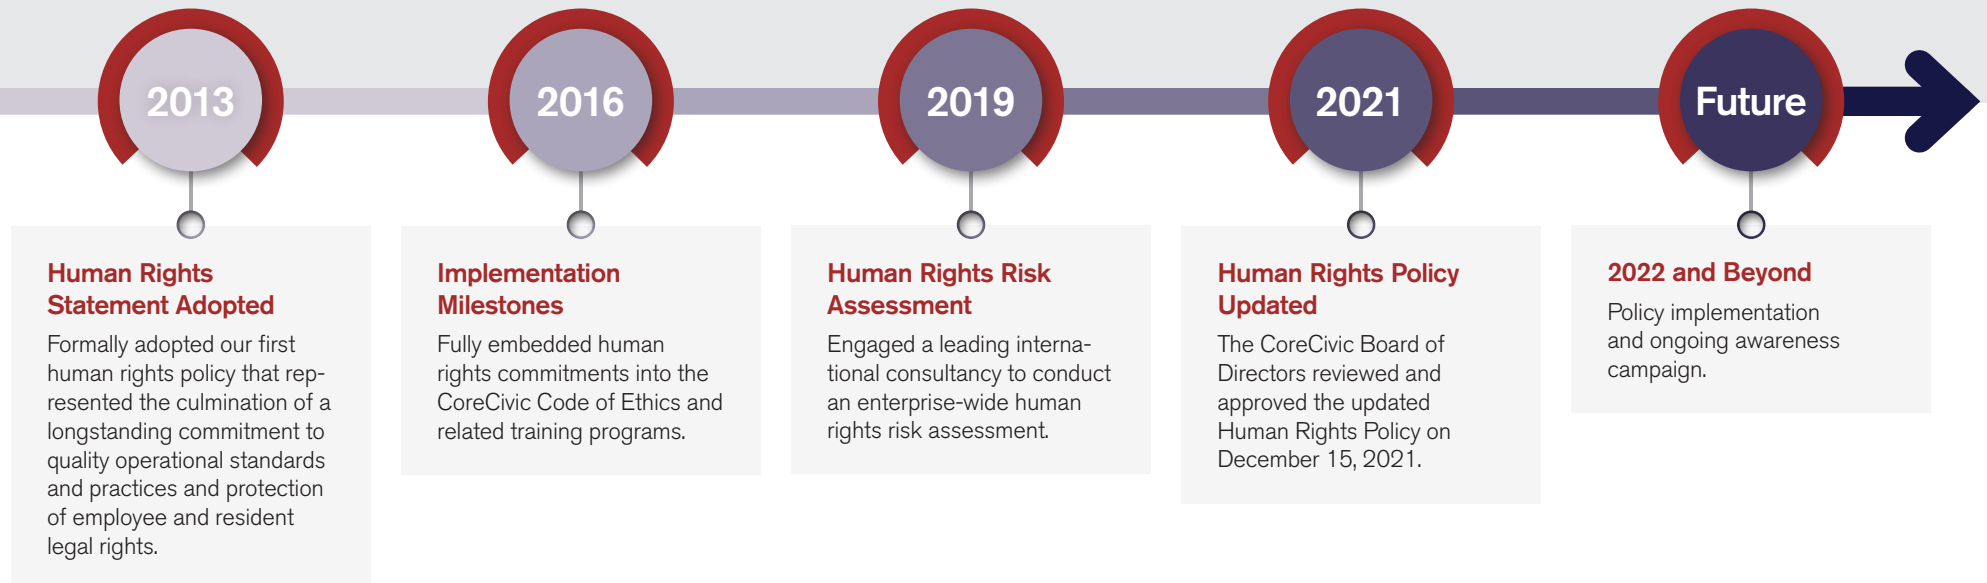 2013
2016
2019
2021
Future
Human Rights
Statement Adopted
Formally adopted our first
human rights policy that rep-
resented the culmination of a
longstanding commitment to
quality operational standards
and practices and protection
of employee and resident
legal rights.
Implementation
Milestones
Fully embedded human
rights commitments into the
CoreCivic Code of Ethics and
related training programs.
Human Rights Risk
Assessment
Engaged a leading interna-
tional consultancy to conduct
an enterprise-wide human
rights risk assessment.
Human Rights Policy
Updated
The CoreCivic Board of
Directors reviewed and
approved the updated
Human Rights Policy on
December 15, 2021.
2022 and Beyond
Policy implementation
and ongoing awareness
campaign.